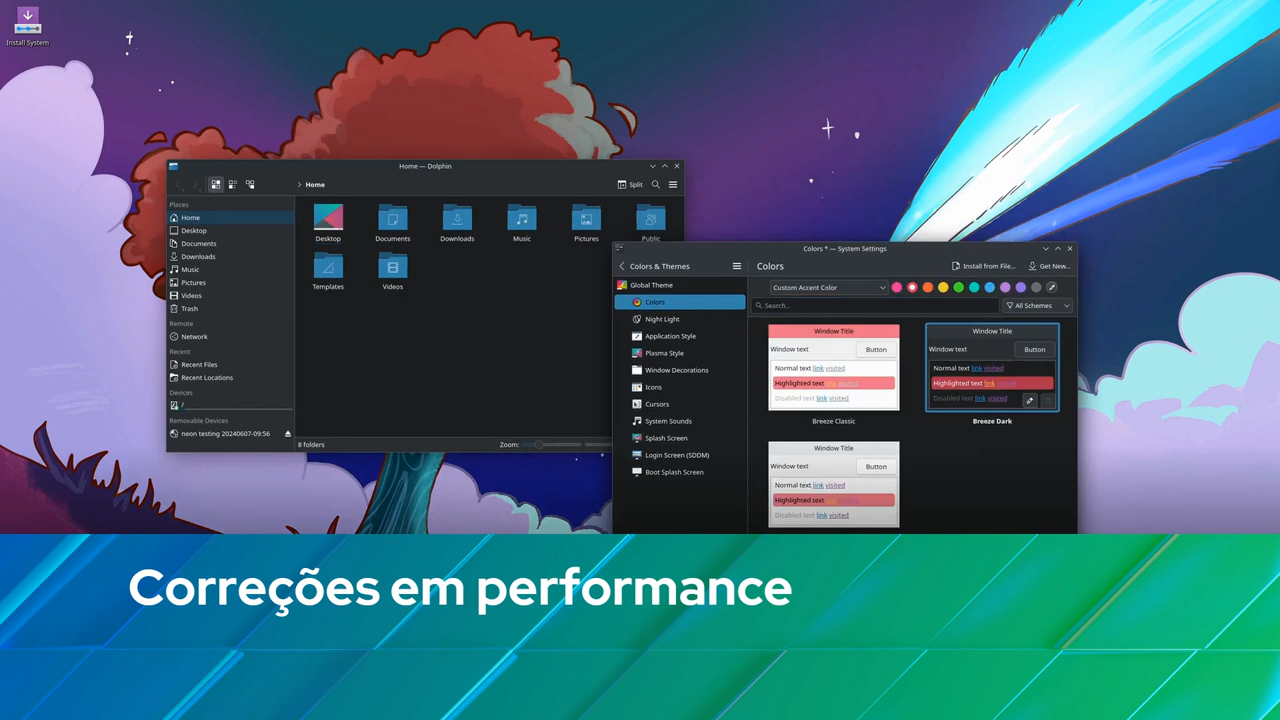 Install System
Home — Dolphin
Home
Split
Places
Home
Desktop
Documents
Downloads
Music
Pictures
Videos
Trash
Remote
Network
Recent
Recent Files
Recent Locations
Devices
/
Removable Devices
neon testing 20240607-09:56
Desktop
Documents
Downloads
Music
Pictures
Public
Templates
Videos
8 folders
Zoom:
Colors * — System Settings
Colors & Themes
Colors
Install from File...
Get New...
Global Theme
Colors
Night Light
Application Style
Plasma Style
Window Decorations
Icons
Cursors
System Sounds
Splash Screen
Login Screen (SDDM)
Boot Splash Screen
Custom Accent Color
Search...
All Schemes
Window Title
Window text
Button
Normal text link visited
Highlighted text link visited
Disabled text link visited
Breeze Classic
Window Title
Window text
Button
Normal text link visited
Highlighted text link visited
Disabled text link visited
Breeze Dark
Window Title
Window text
Button
Normal text link visited
Highlighted text
Disabled text link visited
Correções em performance